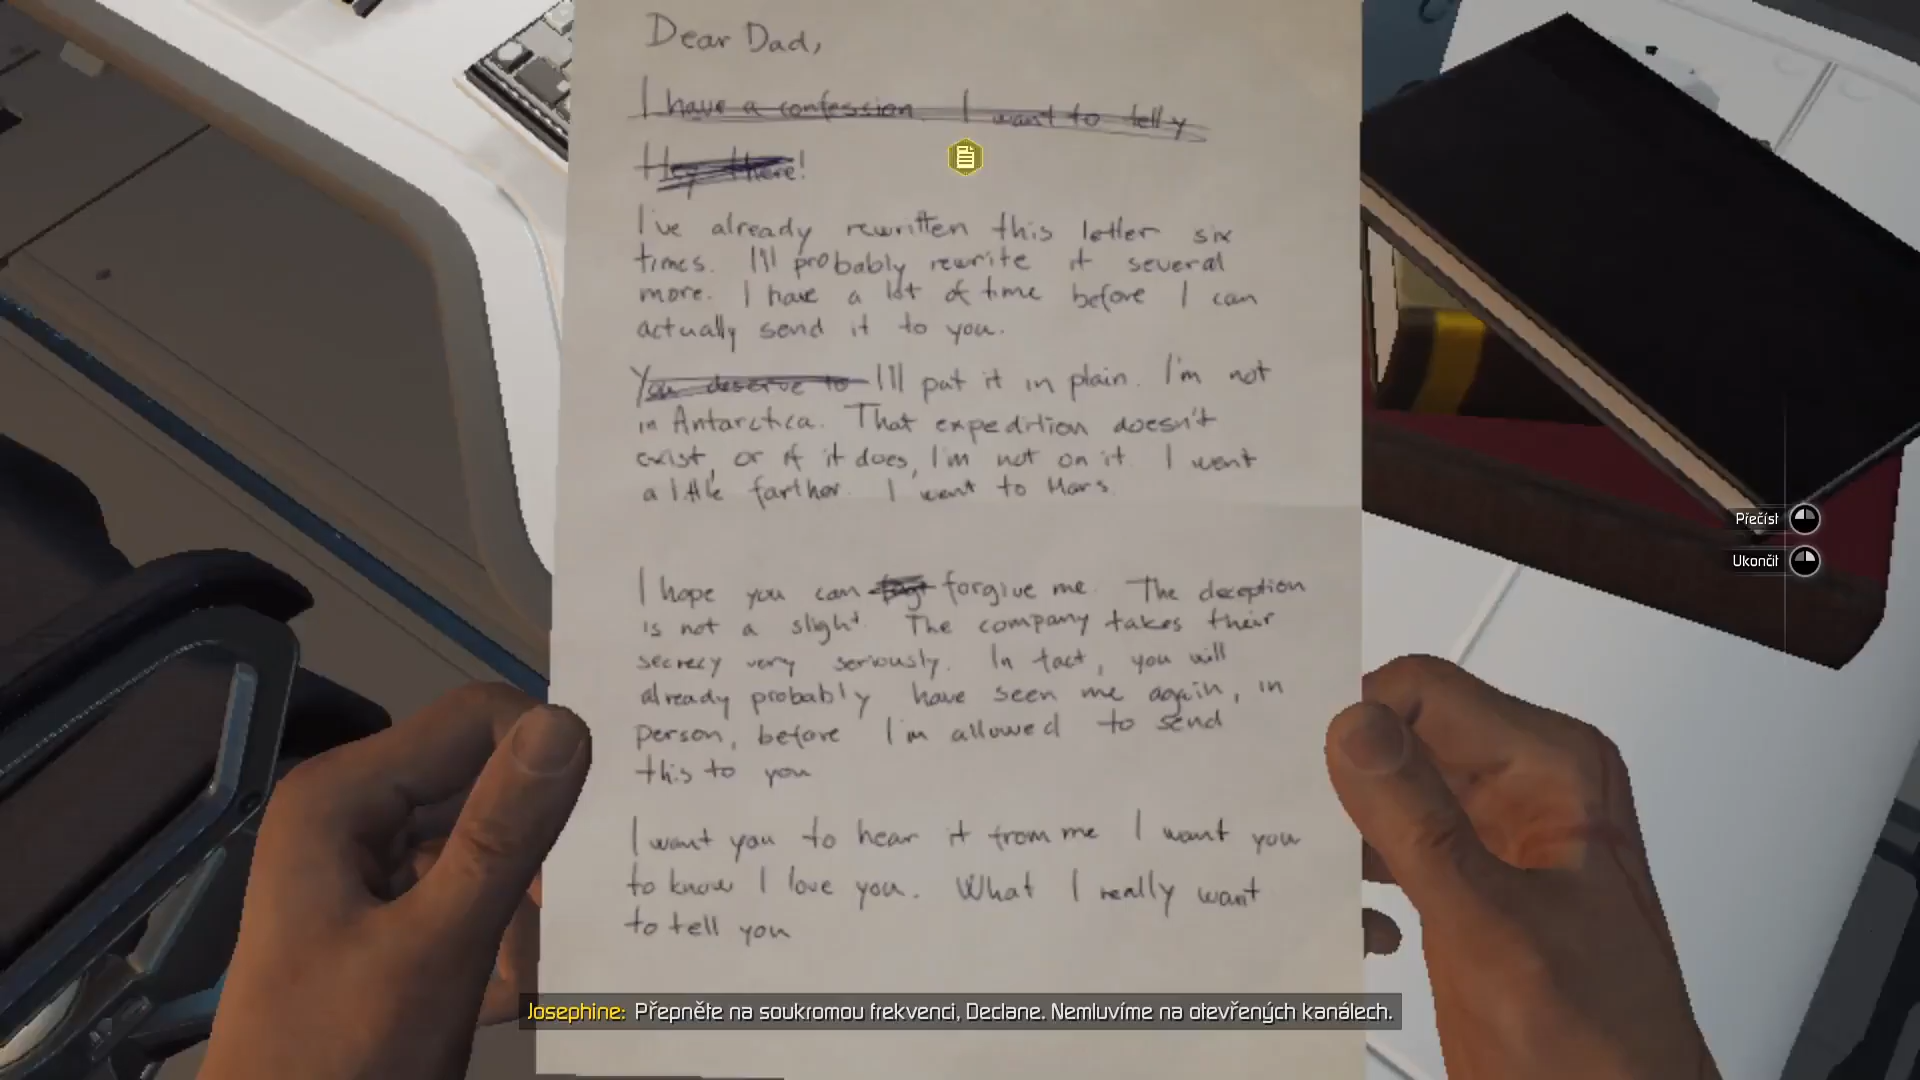 Dear Dad,
I have a confession. I want to tell y
Hey there!
I've already rewritten this letter six
times. I'll probably rewrite it several
more. I have a lot of time before I can
actually send it to you.
You deserve to I'll put it in plain. I'm not
in Antarctica. That expedition doesn't
exist, or if it does, I'm not on it. I went
a little farther. I went to Mars.
I hope you can forgive me. The deception
is not a slight. The company takes their
secrecy very seriously. In fact, you will
already probably have seen me again, in
person, before I'm allowed to send
this to you
I want you to hear it from me I want you
to know I love you. What I really want
to tell you
Přečíst
Ukončit
Josephine: Přepněte na soukromou frekvenci, Declane. Nemluvíme na otevřených kanálech.